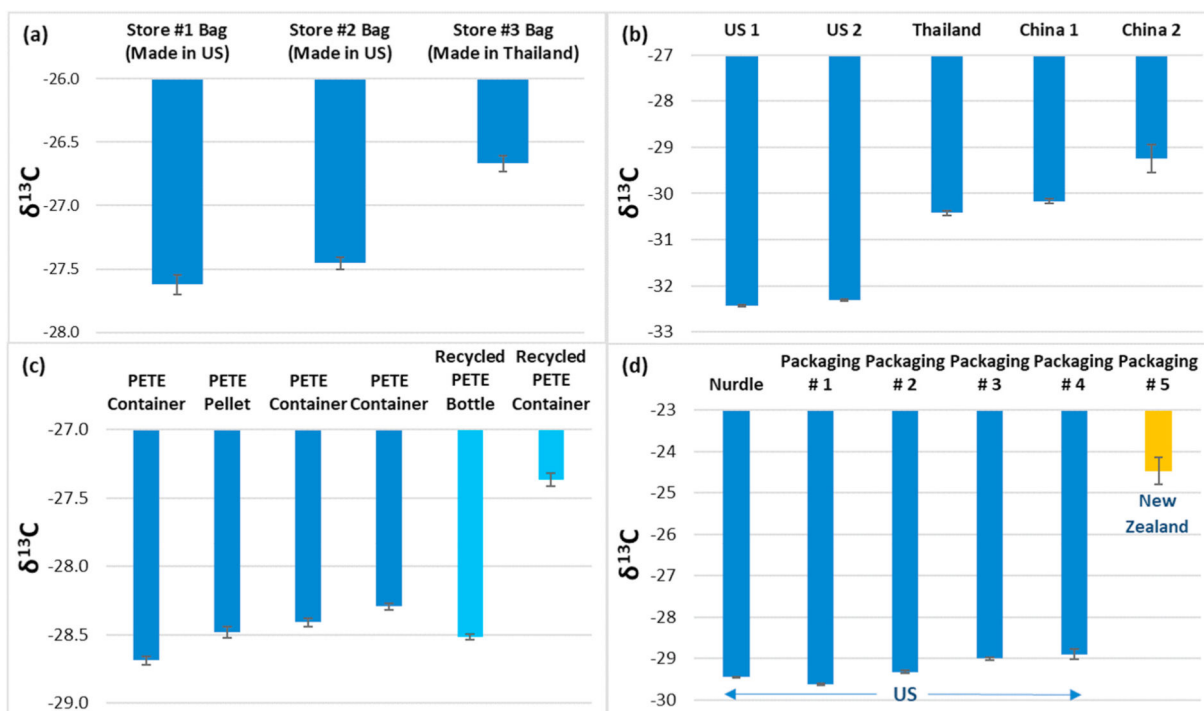 (a)
Store #1 Bag Store #2 Bag Store #3 Bag
(Made in US) (Made in US) (Made in Thailand)
-26.0
-26.5
-27.0
-27.5
-28.0
δ¹³C
(b)
US 1 US 2 Thailand China 1 China 2
-27
-28
-29
-30
-31
-32
-33
δ¹³C
(c)
PETE Container
PETE Pellet
PETE Container
PETE Container
Recycled PETE Bottle
Recycled PETE Container
-27.0
-27.5
-28.0
-28.5
-29.0
δ¹³C
(d)
Nurdle
Packaging # 1
Packaging # 2
Packaging # 3
Packaging # 4
Packaging # 5
-23
-24
-25
-26
-27
-28
-29
-30
δ¹³C
New
Zealand
US